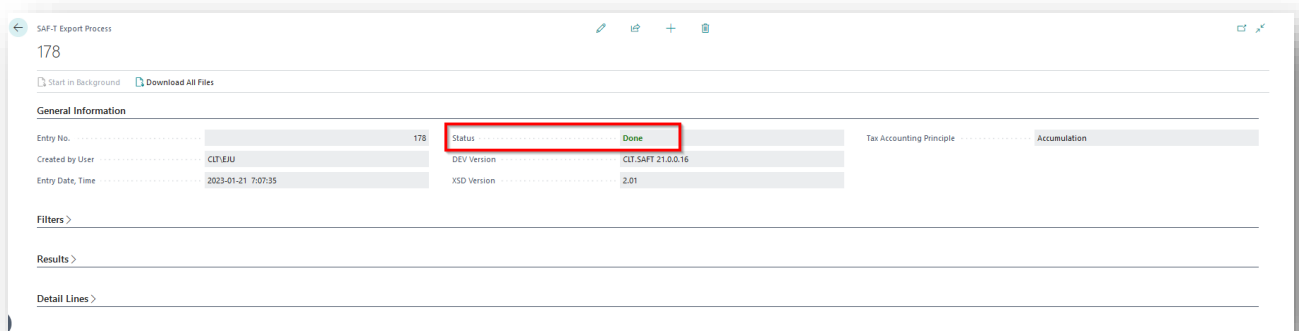 SAF-T Export Process
178
Start in Background Download All Files
General Information
Entry No. 178 Status Done Tax Accounting Principle Accumulation
Created by User CLT\EJU DEV Version CLT.SAFT 21.0.0.16
Entry Date, Time 2023-01-21 7:07:35 XSD Version 2.01
Filters >
Results >
Detail Lines >